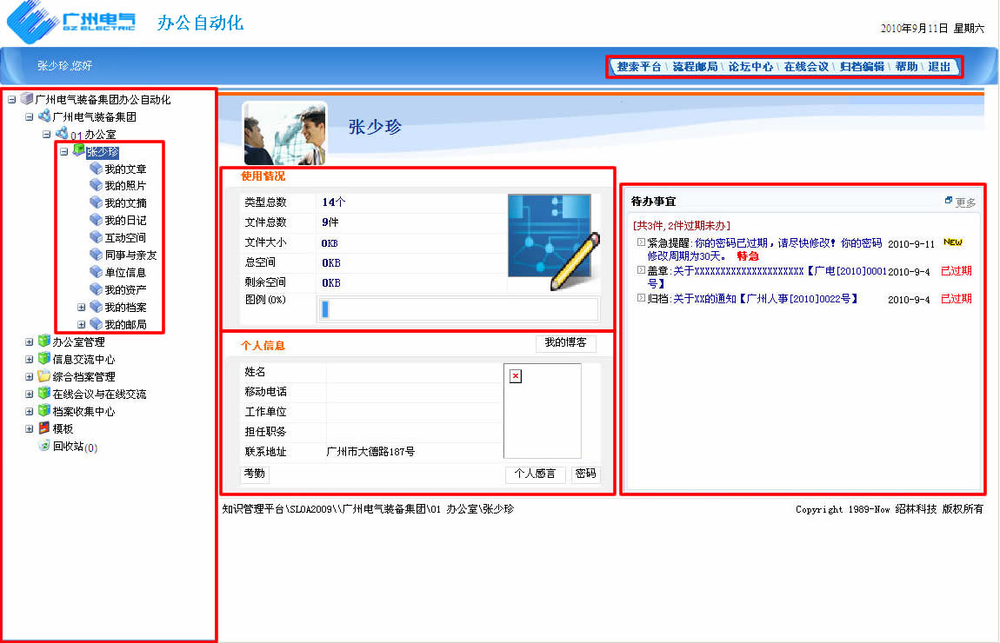 广州电气
GZ ELECTRIC
办公自动化
2010年9月11日 星期六
张少珍,您好
搜索平台\流程邮局\论坛中心\在线会议\归档编辑\帮助\退出
广州电气装备集团办公自动化
广州电气装备集团
01办公室
张少珍
我的文章
我的照片
我的文摘
我的日记
互动空间
同事与亲友
单位信息
我的资产
我的档案
我的邮局
办公室管理
信息交流中心
综合档案管理
在线会议与在线交流
档案收集中心
模板
回收站(0)
张少珍
使用情况
类型总数 14个
文件总数 9件
文件大小 0KB
总空间 0KB
剩余空间 0KB
图例(0%)
个人信息
我的博客
姓名
移动电话
工作单位
担任职务
联系地址 广州市大德路187号
考勤
个人感言
密码
待办事宜
更多
[共3件,2件过期未办]
紧急提醒:你的密码已过期，请尽快修改！你的密码 2010-9-11 NEW
修改周期为30天。 特急
盖章:关于XXXXXXXXXXXXXXXXXXXXX【广电[2010]0001 2010-9-4 已过期
号】
归档:关于XX的通知【广州人事[2010]0022号】 2010-9-4 已过期
知识管理平台\SLOA2009\\广州电气装备集团\01 办公室\张少珍
Copyright 1989-Now 绍林科技 版权所有